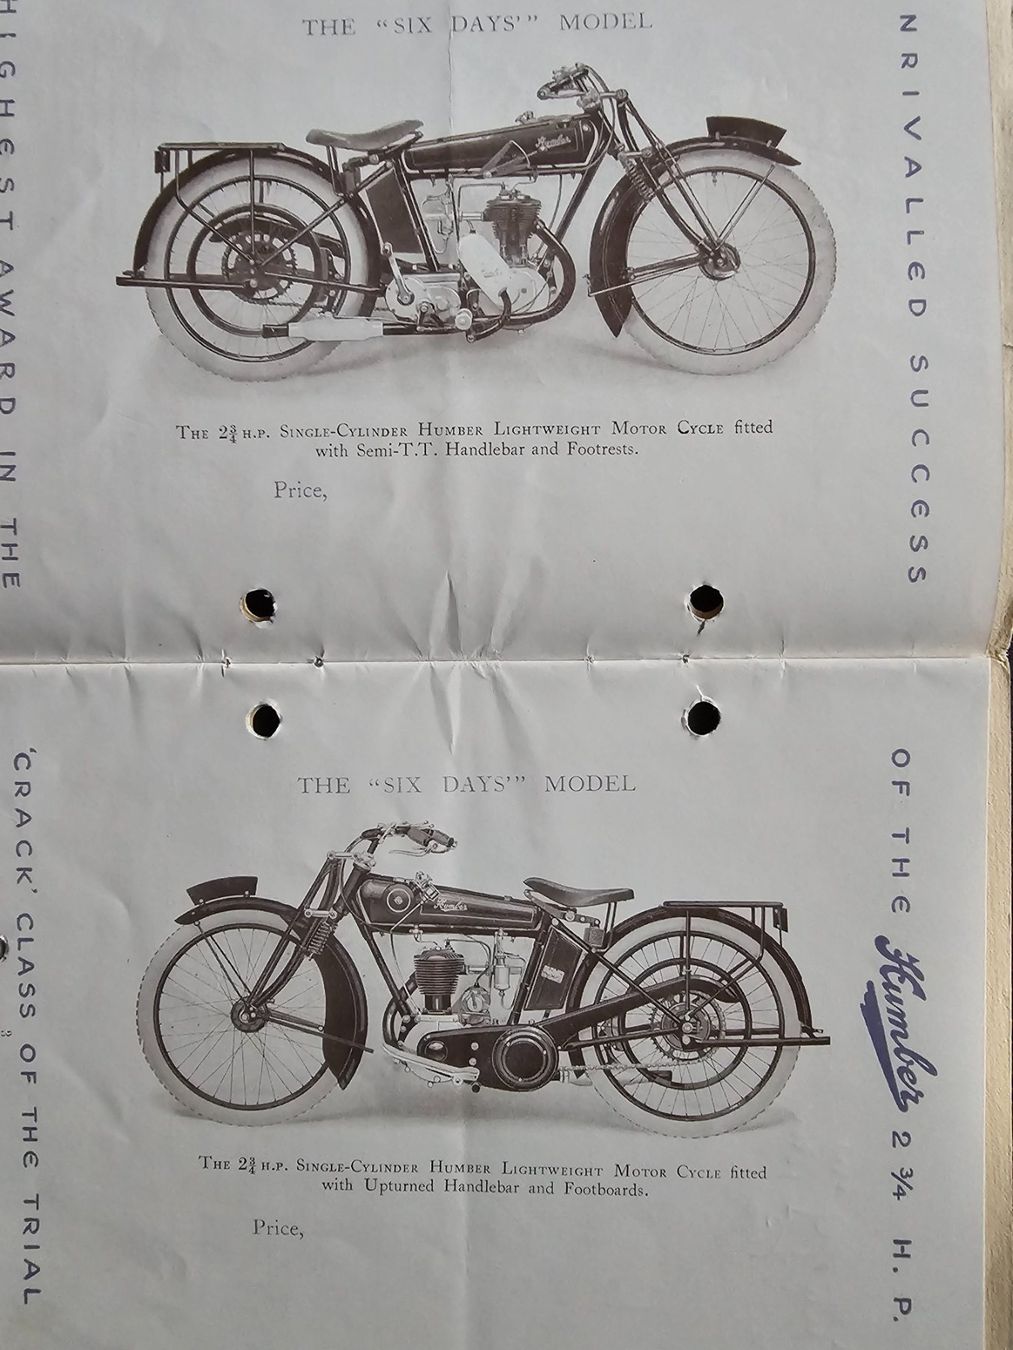 THE "SIX DAYS'" MODEL
Humber
The 2¾ H.P. Single-Cylinder Humber Lightweight Motor Cycle fitted
with Semi-T.T. Handlebar and Footrests.
Price,
THE "SIX DAYS'" MODEL
Humber
The 2¾ H.P. Single-Cylinder Humber Lightweight Motor Cycle fitted
with Upturned Handlebar and Footboards.
Price,
HIGHEST AWARD IN THE
'CRACK' CLASS OF THE TRIAL
NRIVALLED SUCCESS
OF THE Humber 2 3/4 H.P.